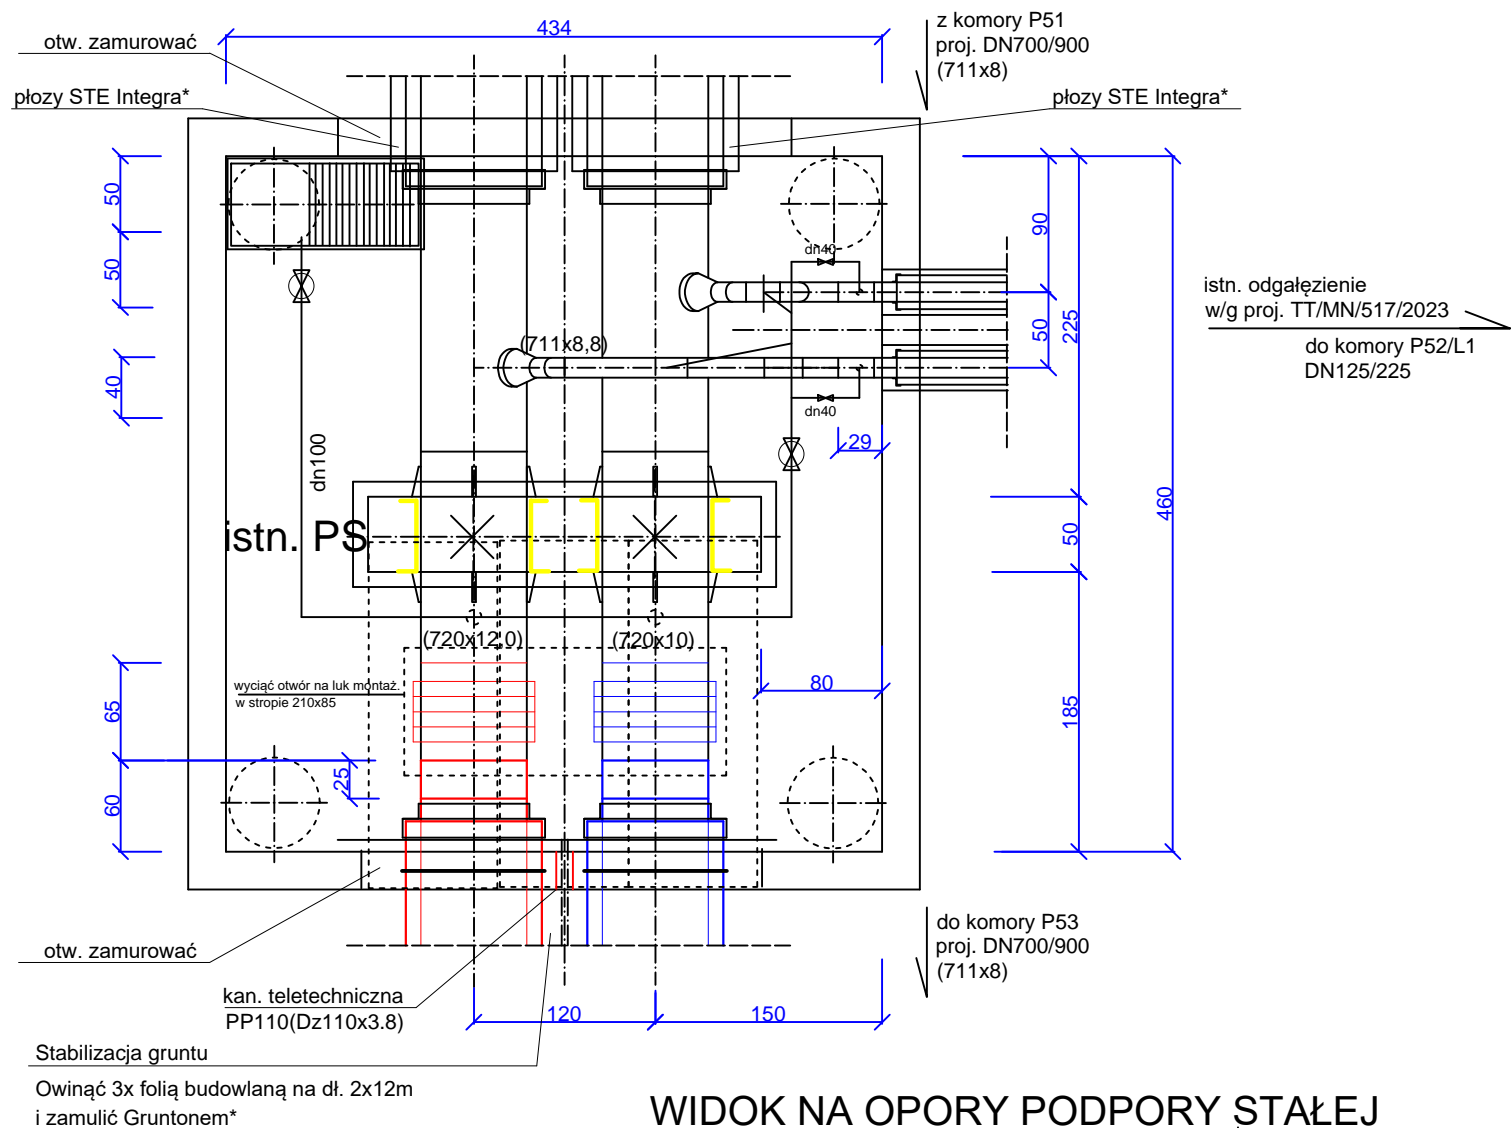 434
z komory P51
proj. DN700/900
(711x8)
otw. zamurować
płozy STE Integra*
płozy STE Integra*
50
50
40
90
50
225
460
dn40
istn. odgałęzienie
w/g proj. TT/MN/517/2023
do komory P52/L1
DN125/225
(711x8,8)
dn40
29
dn100
istn. PS
50
(720x12,0)
(720x10)
wyciąć otwór na luk montaż.
w stropie 210x85
80
185
65
25
60
otw. zamurować
do komory P53
proj. DN700/900
(711x8)
kan. teletechniczna
PP110(Dz110x3.8)
120
150
Stabilizacja gruntu
Owinąć 3x folią budowlaną na dł. 2x12m
i zamulić Gruntonem*
WIDOK NA OPORY PODPORY STAŁEJ